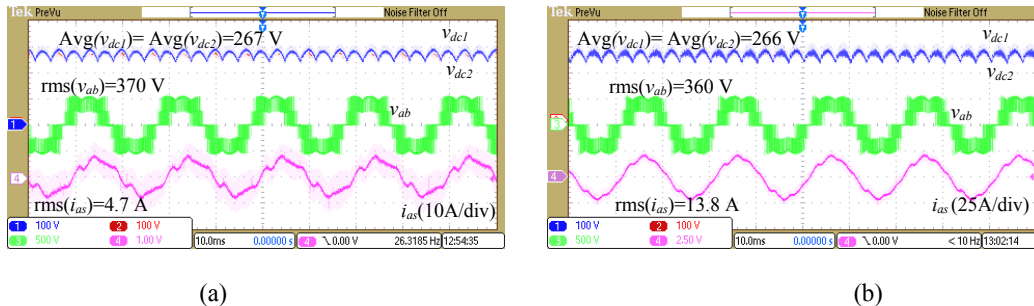 Tek PreVu Noise Filter Off
Avg(vdc1)= Avg(vdc2)=267 V
vdc1
vdc2
rms(vab)=370 V
vab
1
4
rms(ias)=4.7 A
ias(10A/div)
1 100 V 2 100 V
3 500 V 4 1.00 V
10.0ms 0.00000 s
4 0.00 V
26.3185 Hz 12:54:35
(a)
Tek PreVu Noise Filter Off
Avg(vdc1)= Avg(vdc2)=266 V
vdc1
vdc2
rms(vab)=360 V
vab
3
4
rms(ias)=13.8 A
ias(25A/div)
1 100 V 2 100 V
3 500 V 4 2.50 V
10.0ms 0.00000 s
4 0.00 V
< 10 Hz 13:02:14
(b)